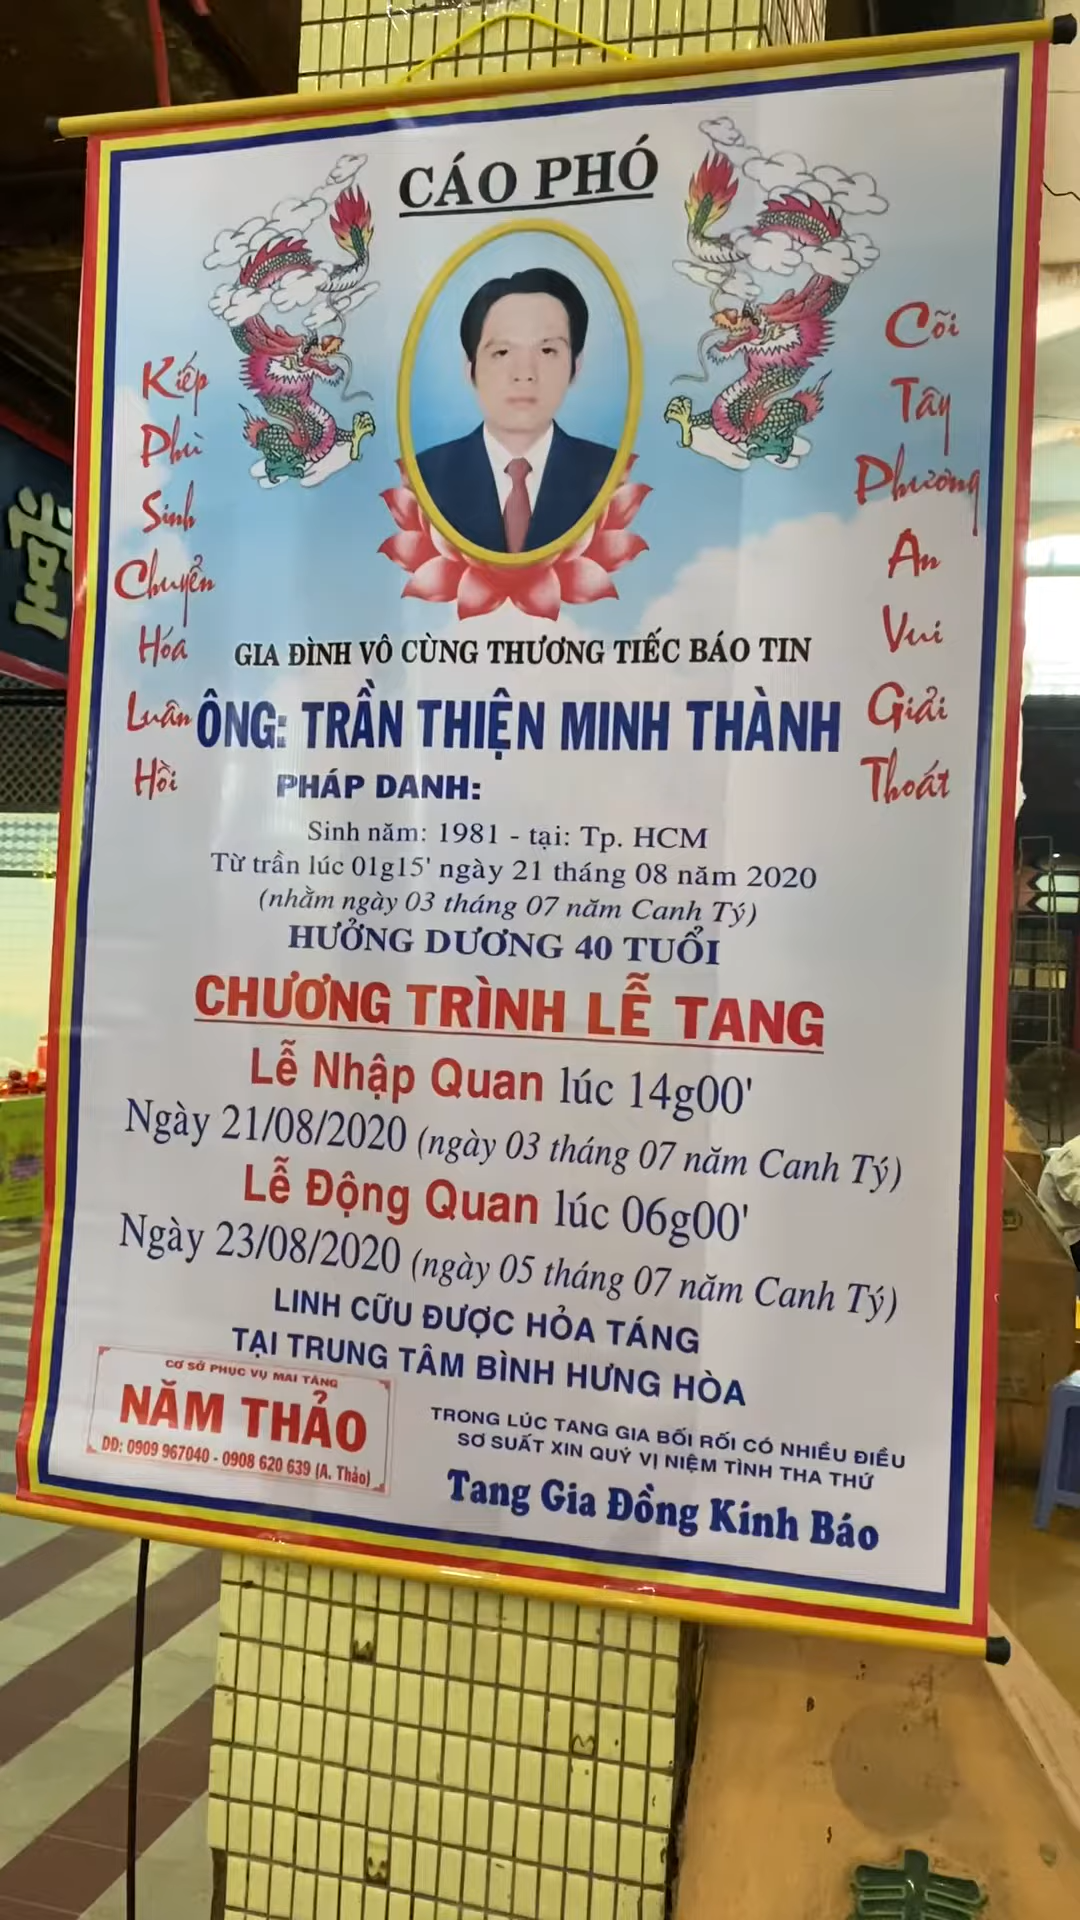 CÁO PHÓ
Kiếp
Phù
Sinh
Chuyển
Hóa
Luân
Hồi
Cõi
Tây
Phương
An
Vui
Giải
Thoát
GIA ĐÌNH VÔ CÙNG THƯƠNG TIẾC BÁO TIN
ÔNG: TRẦN THIỆN MINH THÀNH
PHÁP DANH:
Sinh năm: 1981 - tại: Tp. HCM
Từ trần lúc 01g15' ngày 21 tháng 08 năm 2020
(nhằm ngày 03 tháng 07 năm Canh Tý)
HƯỞNG DƯƠNG 40 TUỔI
CHƯƠNG TRÌNH LỄ TANG
Lễ Nhập Quan lúc 14g00'
Ngày 21/08/2020 (ngày 03 tháng 07 năm Canh Tý)
Lễ Động Quan lúc 06g00'
Ngày 23/08/2020 (ngày 05 tháng 07 năm Canh Tý)
LINH CỮU ĐƯỢC HỎA TÁNG
TẠI TRUNG TÂM BÌNH HƯNG HÒA
CƠ SỞ PHỤC VỤ MAI TÁNG
NĂM THẢO
DD: 0909 967040 - 0908 620 639 (A. Thảo)
TRONG LÚC TANG GIA BỐI RỐI CÓ NHIỀU ĐIỀU
SƠ SUẤT XIN QUÝ VỊ NIỆM TÌNH THA THỨ
Tang Gia Đồng Kính Báo
堂